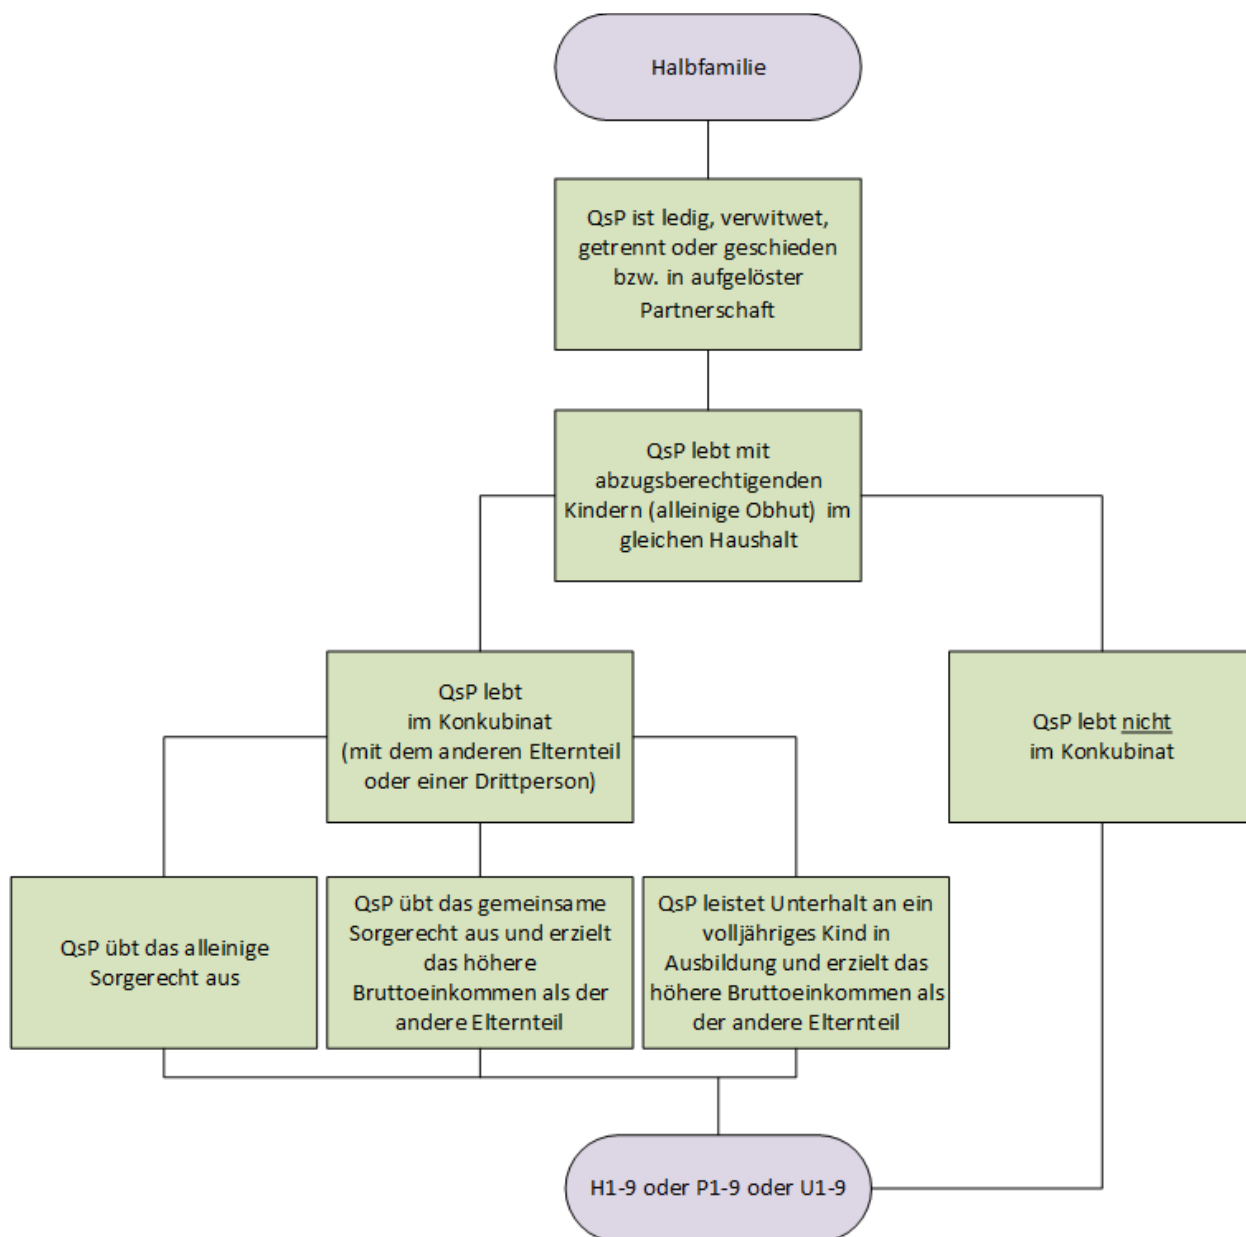 Halbfamilie
QsP ist ledig, verwitwet,
getrennt oder geschieden
bzw. in aufgelöster
Partnerschaft
QsP lebt mit
abzugsberechtigenden
Kindern (alleinige Obhut) im
gleichen Haushalt
QsP lebt
im Konkubinat
(mit dem anderen Elternteil
oder einer Drittperson)
QsP lebt nicht
im Konkubinat
QsP übt das alleinige
Sorgerecht aus
QsP übt das gemeinsame
Sorgerecht aus und erzielt
das höhere
Bruttoeinkommen als der
andere Elternteil
QsP leistet Unterhalt an ein
volljähriges Kind in
Ausbildung und erzielt das
höhere Bruttoeinkommen als
der andere Elternteil
H1-9 oder P1-9 oder U1-9